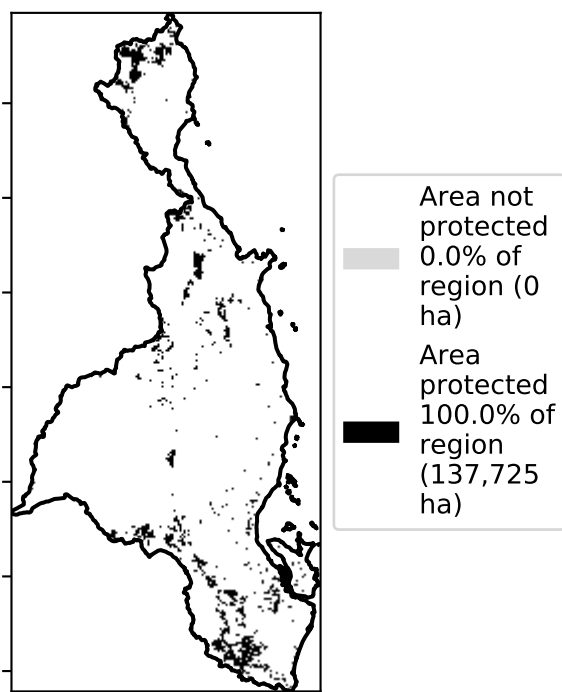 Area not
protected
0.0% of
region (0
ha)
Area
protected
100.0% of
region
(137,725
ha)